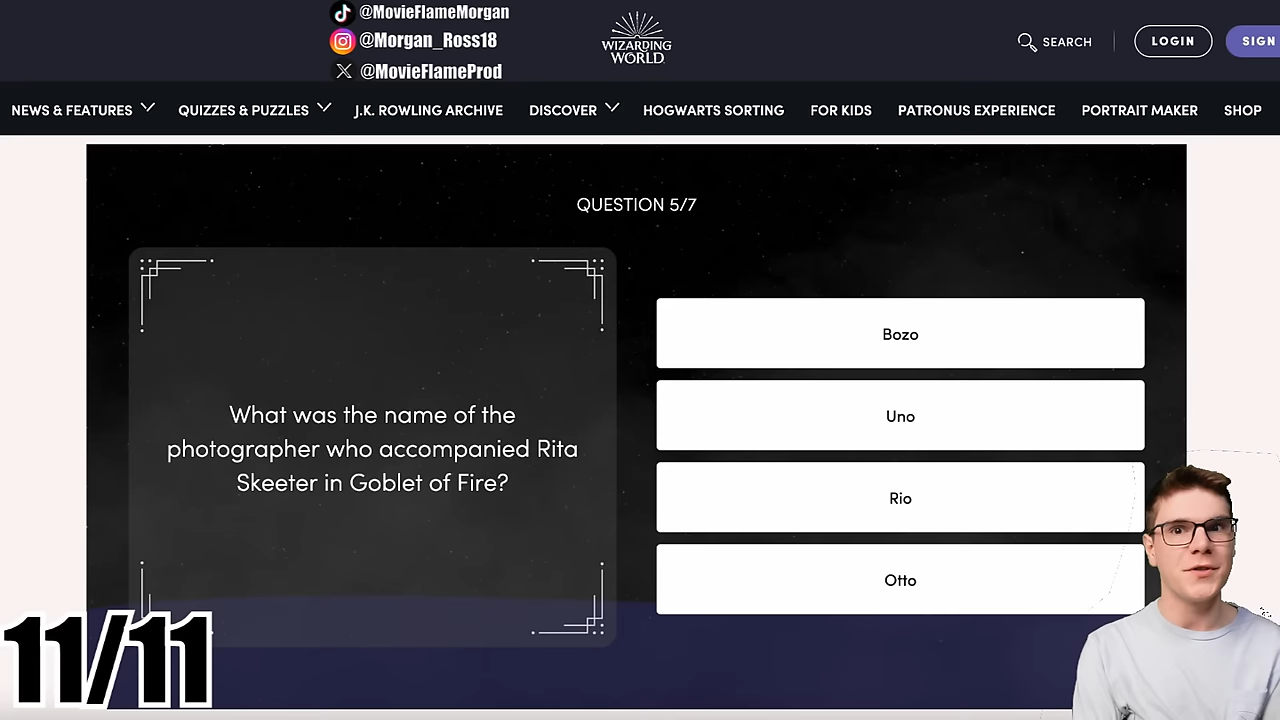 @MovieFlameMorgan
@Morgan_Ross18
@MovieFlameProd
WIZARDING
WORLD
SEARCH
LOGIN
SIGN
NEWS & FEATURES
QUIZZES & PUZZLES
J.K. ROWLING ARCHIVE
DISCOVER
HOGWARTS SORTING
FOR KIDS
PATRONUS EXPERIENCE
PORTRAIT MAKER
SHOP
QUESTION 5/7
What was the name of the
photographer who accompanied Rita
Skeeter in Goblet of Fire?
Bozo
Uno
Rio
Otto
11/11